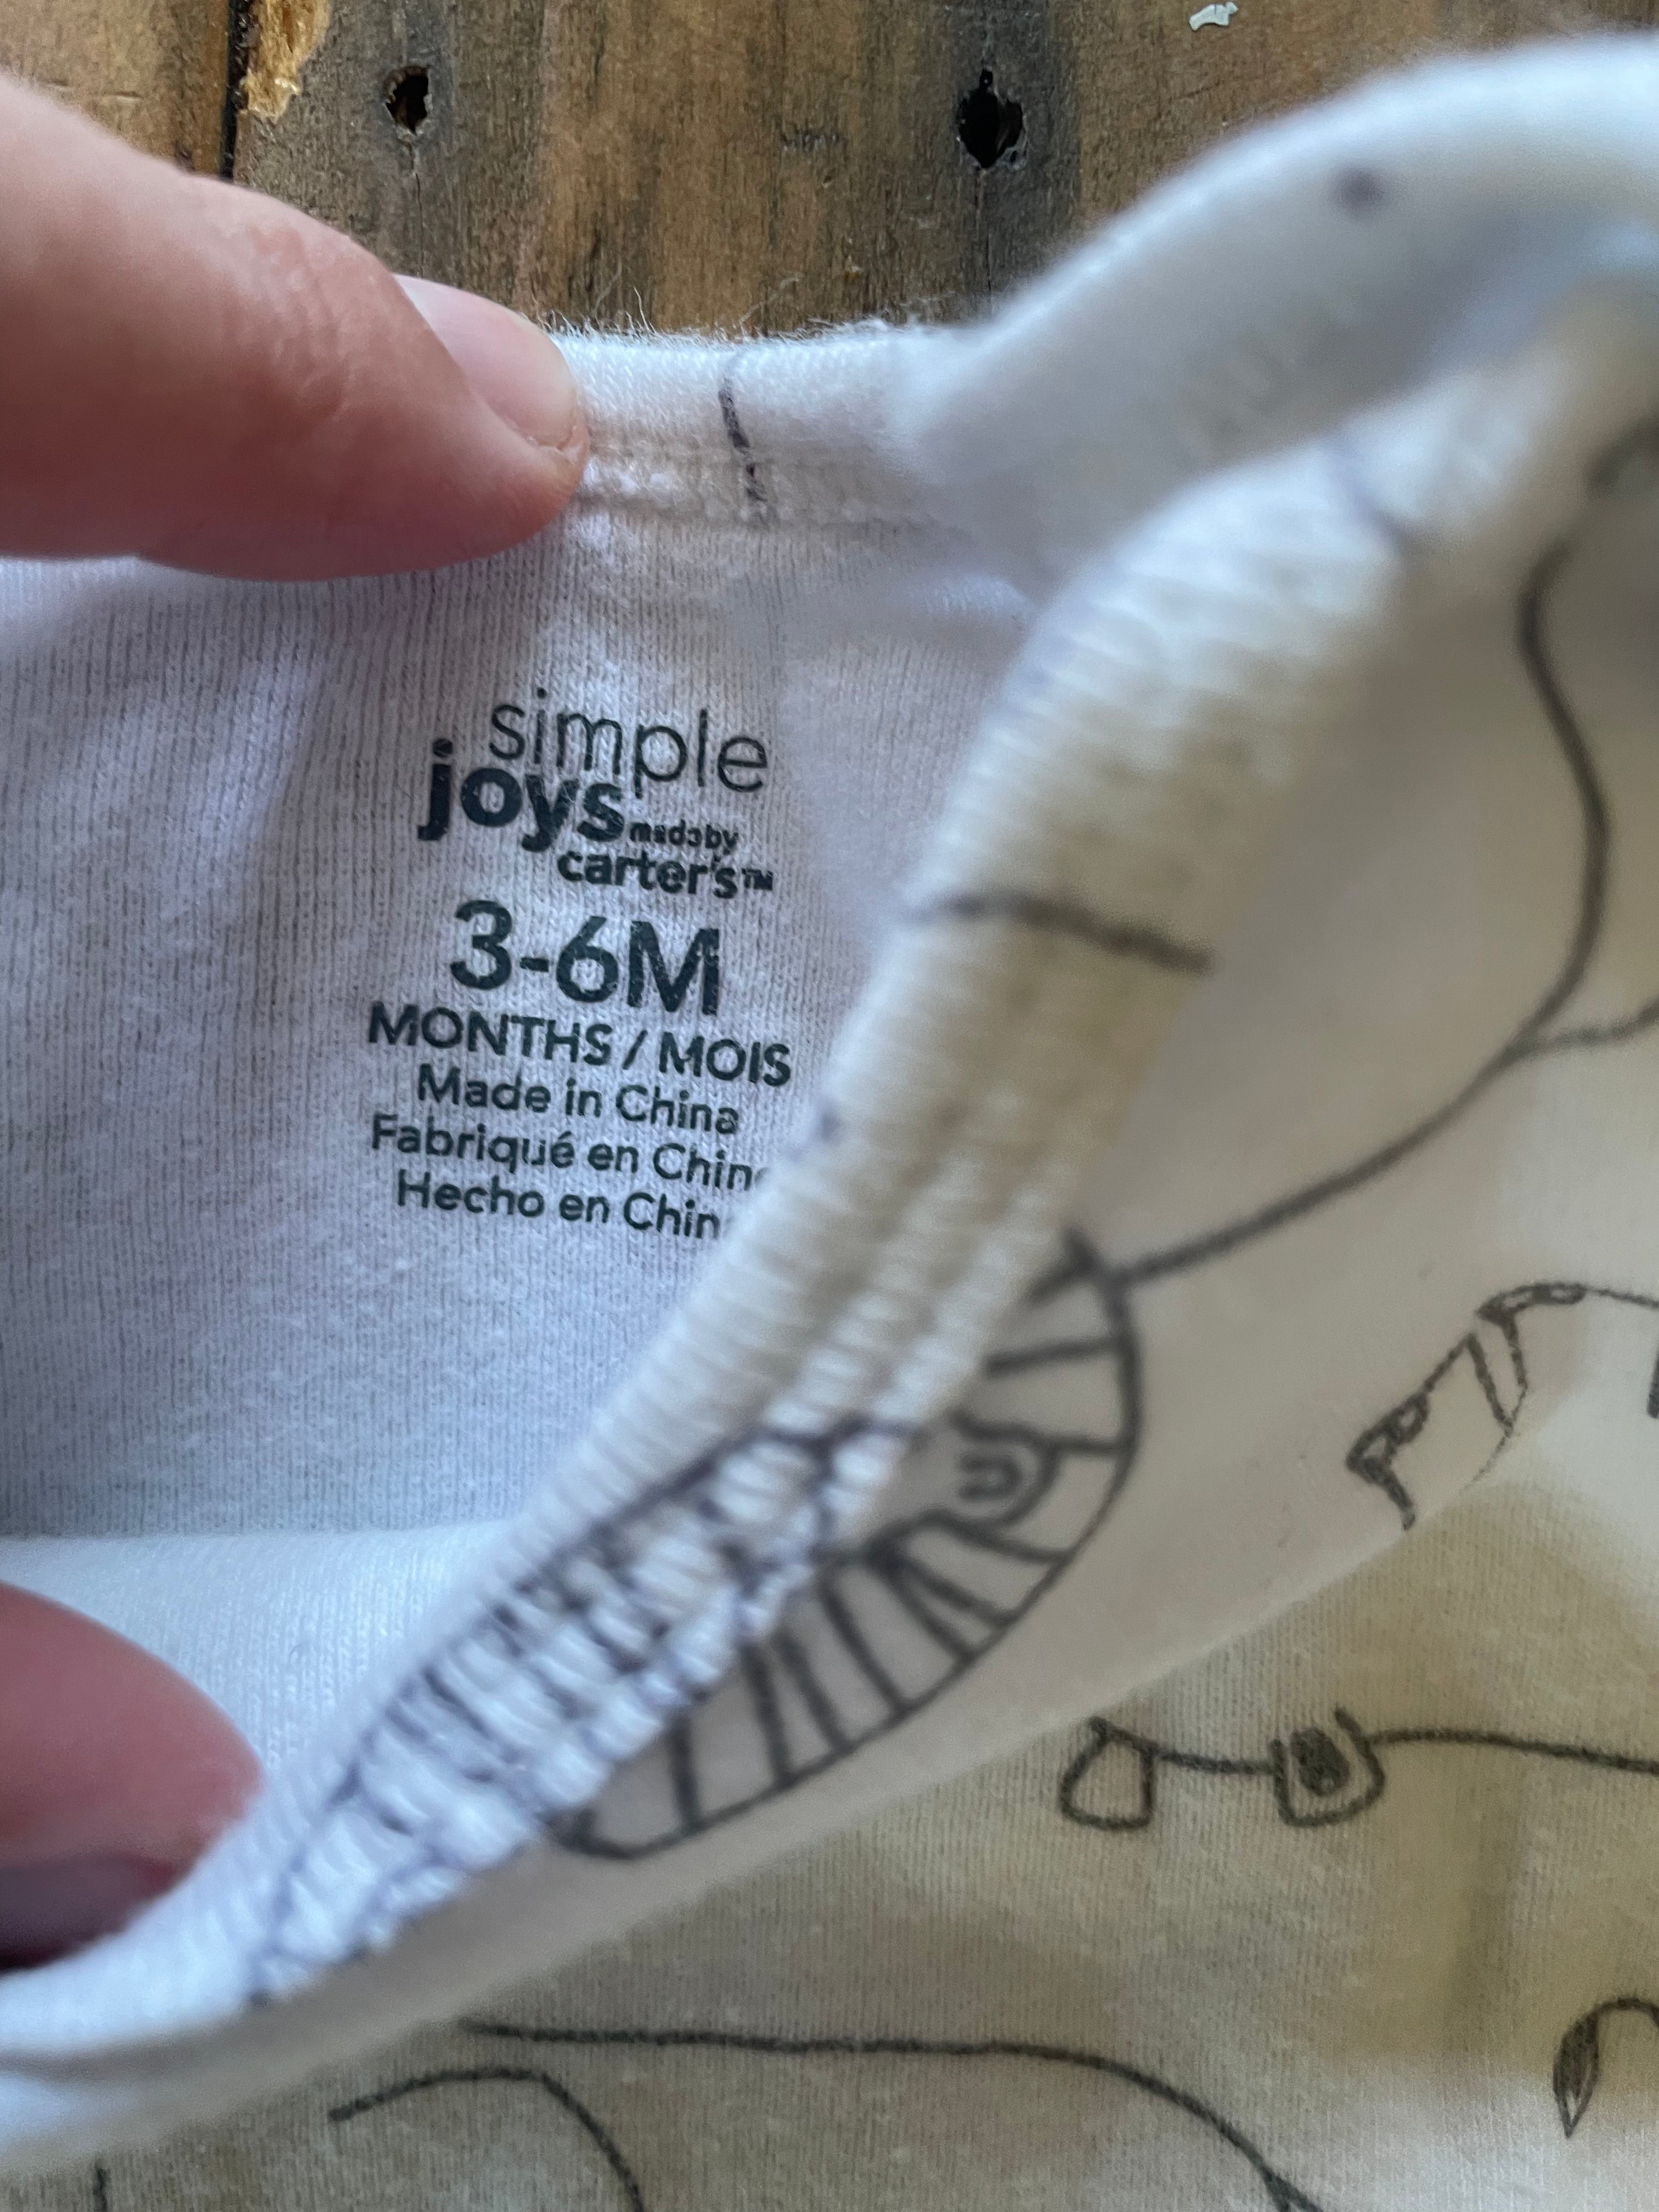 simple
joys made by
carter's™
3-6M
MONTHS / MOIS
Made in China
Fabriqué en Chine
Hecho en Chin